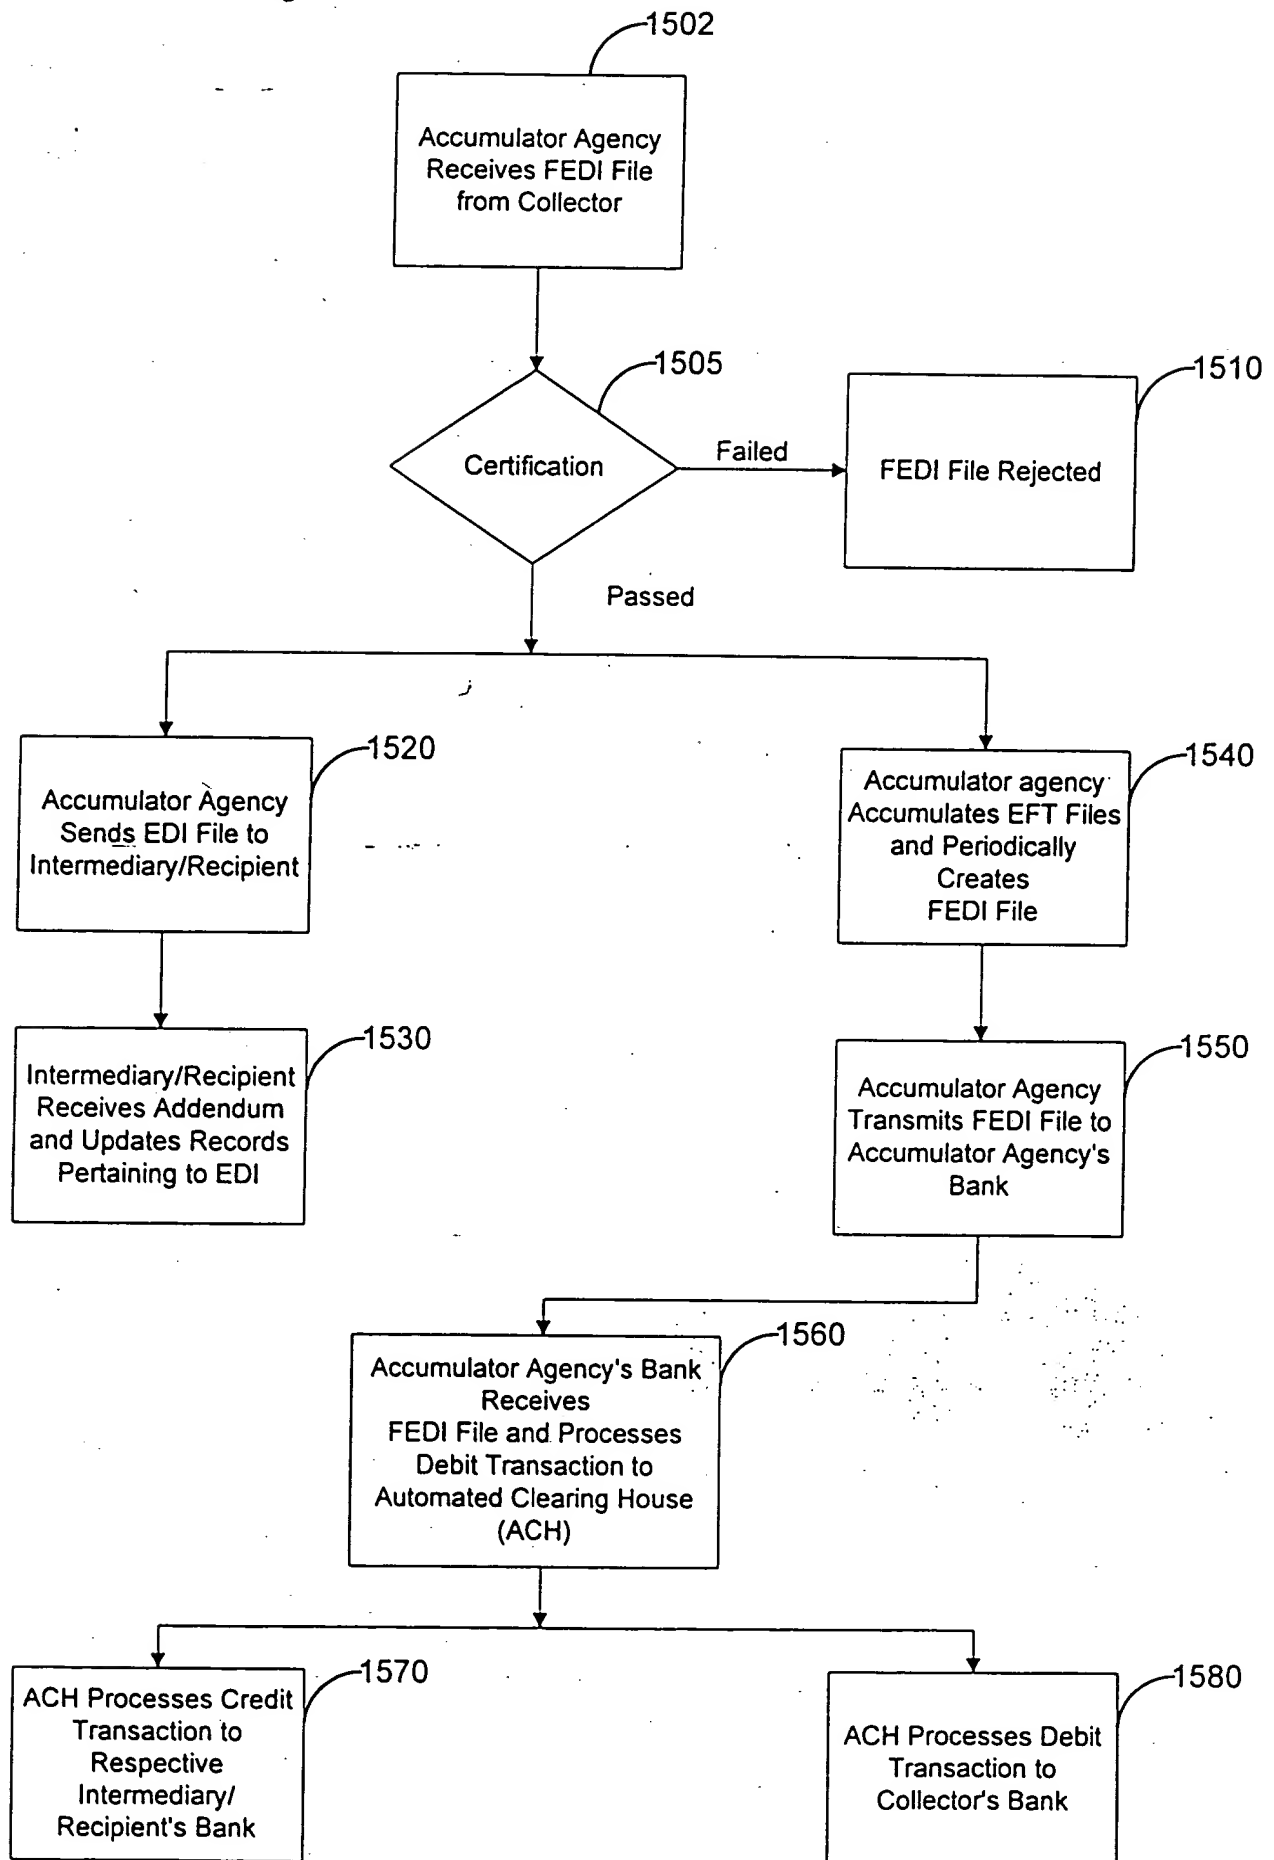 1502
Accumulator Agency
Receives FEDI File
from Collector
1505
Certification
Failed
1510
FEDI File Rejected
Passed
1520
Accumulator Agency
Sends EDI File to
Intermediary/Recipient
1540
Accumulator agency
Accumulates EFT Files
and Periodically
Creates
FEDI File
1530
Intermediary/Recipient
Receives Addendum
and Updates Records
Pertaining to EDI
1550
Accumulator Agency
Transmits FEDI File to
Accumulator Agency's
Bank
1560
Accumulator Agency's Bank
Receives
FEDI File and Processes
Debit Transaction to
Automated Clearing House
(ACH)
1570
ACH Processes Credit
Transaction to
Respective
Intermediary/
Recipient's Bank
1580
ACH Processes Debit
Transaction to
Collector's Bank